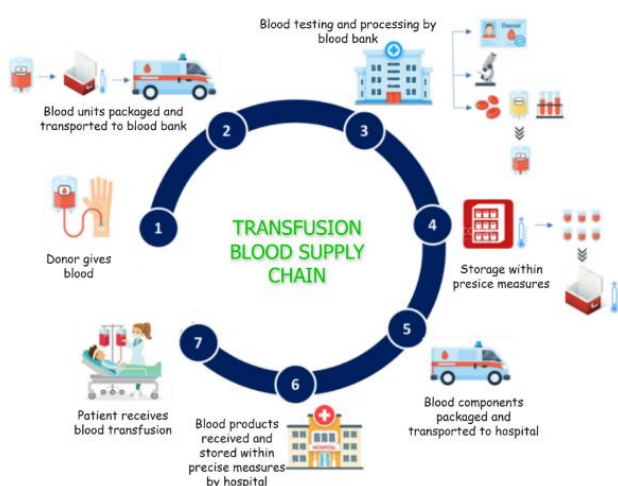 Blood testing and processing by
blood bank
Donor
Blood units packaged and
transported to blood bank
2
3
1
Donor gives
blood
TRANSFUSION
BLOOD SUPPLY
CHAIN
4
Storage within
presice measures
5
Blood components
packaged and
transported to hospital
7
Patient receives
blood transfusion
6
Blood products
received and
stored within
precise measures
by hospital
HOSPITAL